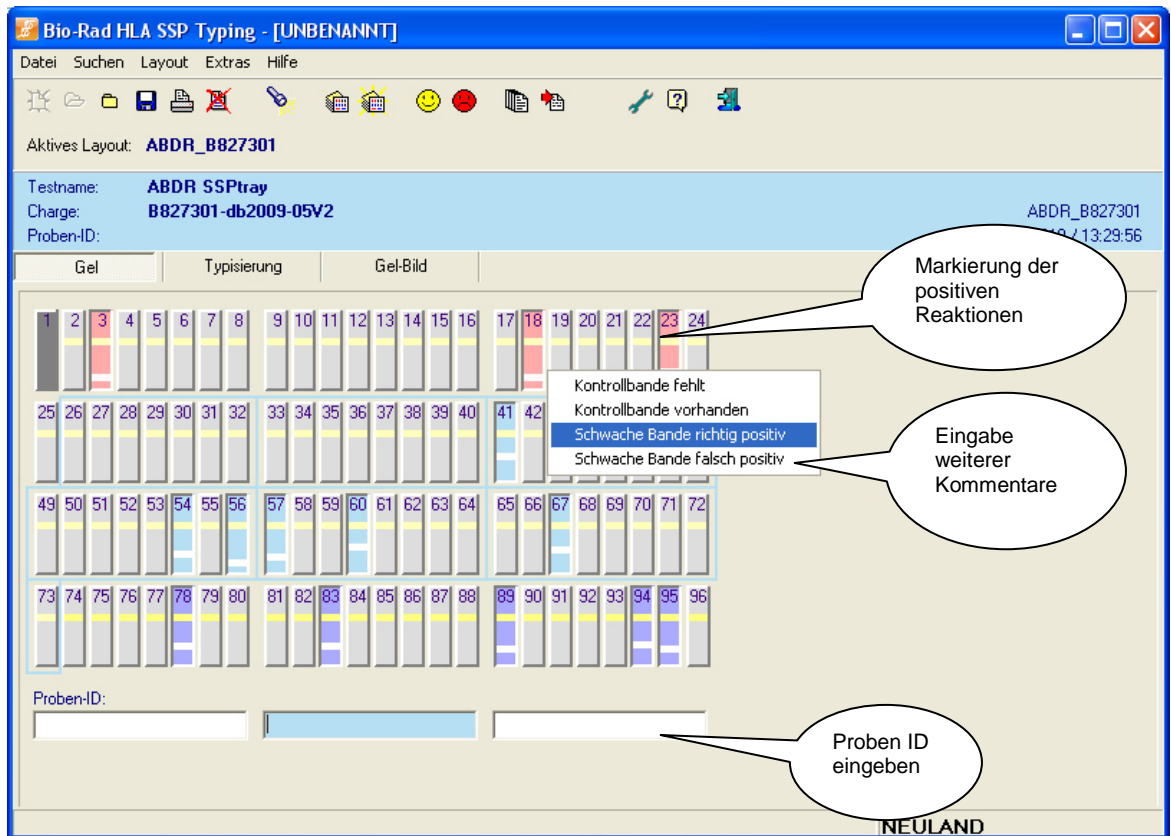 Bio-Rad HLA SSP Typing - [UNBENANNT]
Datei Suchen Layout Extras Hilfe
Aktives Layout: ABDR_B827301
Testname: ABDR SSPtray
Charge: B827301-db2009-05V2 ABDR_B827301
Proben-ID: / 13:29:56
Gel Typisierung Gel-Bild
Markierung der
positiven
Reaktionen
1 2 3 4 5 6 7 8 9 10 11 12 13 14 15 16 17 18 19 20 21 22 23 24
Kontrollbande fehlt
Kontrollbande vorhanden
Schwache Bande richtig positiv
Schwache Bande falsch positiv
25 26 27 28 29 30 31 32 33 34 35 36 37 38 39 40 41 42
Eingabe
weiterer
Kommentare
49 50 51 52 53 54 55 56 57 58 59 60 61 62 63 64 65 66 67 68 69 70 71 72
73 74 75 76 77 78 79 80 81 82 83 84 85 86 87 88 89 90 91 92 93 94 95 96
Proben-ID:
Proben ID
eingeben
NEULAND